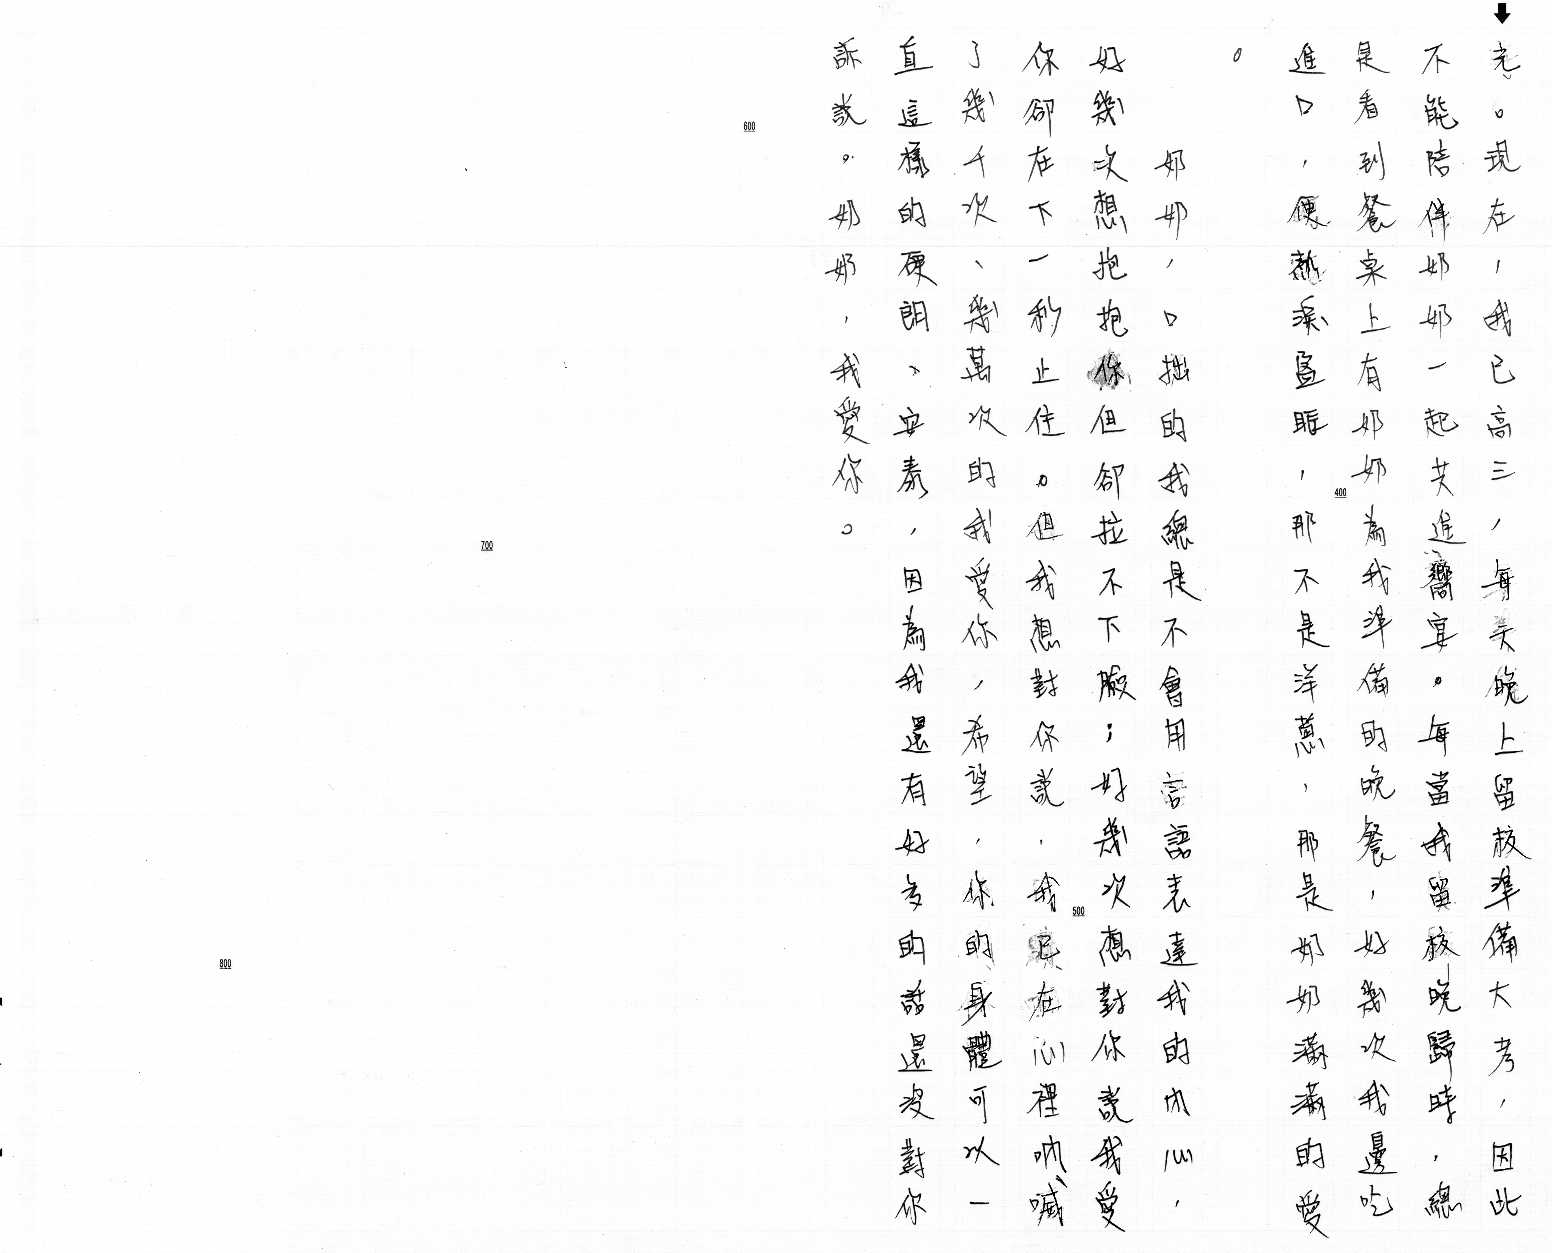 充。現在，我已高三，每天晚上留校準備大考，因此
不能陪伴奶奶一起共進饗宴。每當我留校晚歸時，總
是看到餐桌上有奶奶為我準備的晚餐，好幾次我邊吃
進口，便熱淚盈眶，那不是洋蔥，那是奶奶滿滿的愛
。
奶奶，口拙的我總是不會用言語表達我的內心，
好幾次想抱抱你但卻拉不下臉；好幾次想對你說我愛
你卻在下一秒止住。但我想對你說，我已在心裡吶喊
了幾千次、幾萬次的我愛你，希望，你的身體可以一
直這樣的硬朗、安泰，因為我還有好多的話還沒對你
訴說。奶奶，我愛你。
400
500
600
700
800